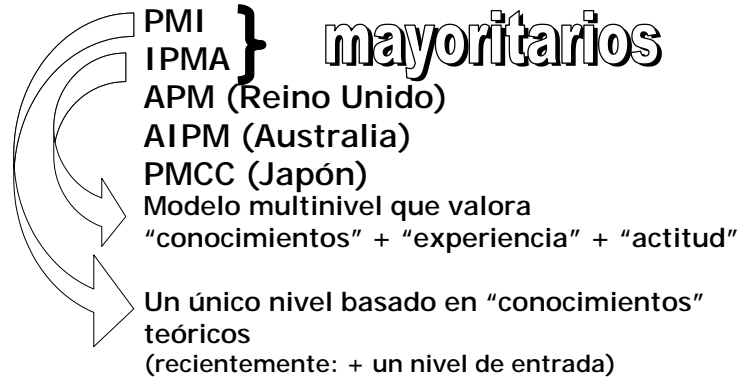 PMI
IPMA
mayoritarios
APM (Reino Unido)
AIPM (Australia)
PMCC (Japón)
Modelo multinivel que valora
“conocimientos” + “experiencia” + “actitud”
Un único nivel basado en “conocimientos”
teóricos
(recientemente: + un nivel de entrada)